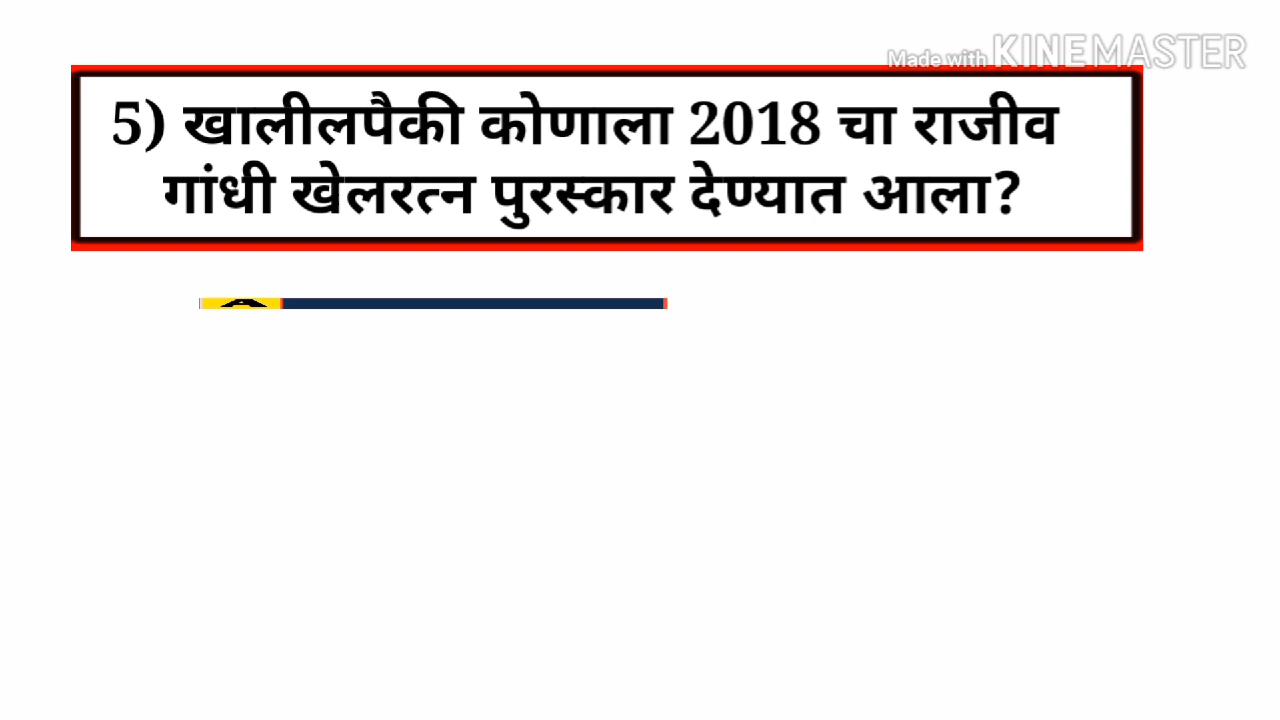 Made with KINEMASTER
5) खालीलपैकी कोणाला 2018 चा राजीव
गांधी खेलरत्न पुरस्कार देण्यात आला?